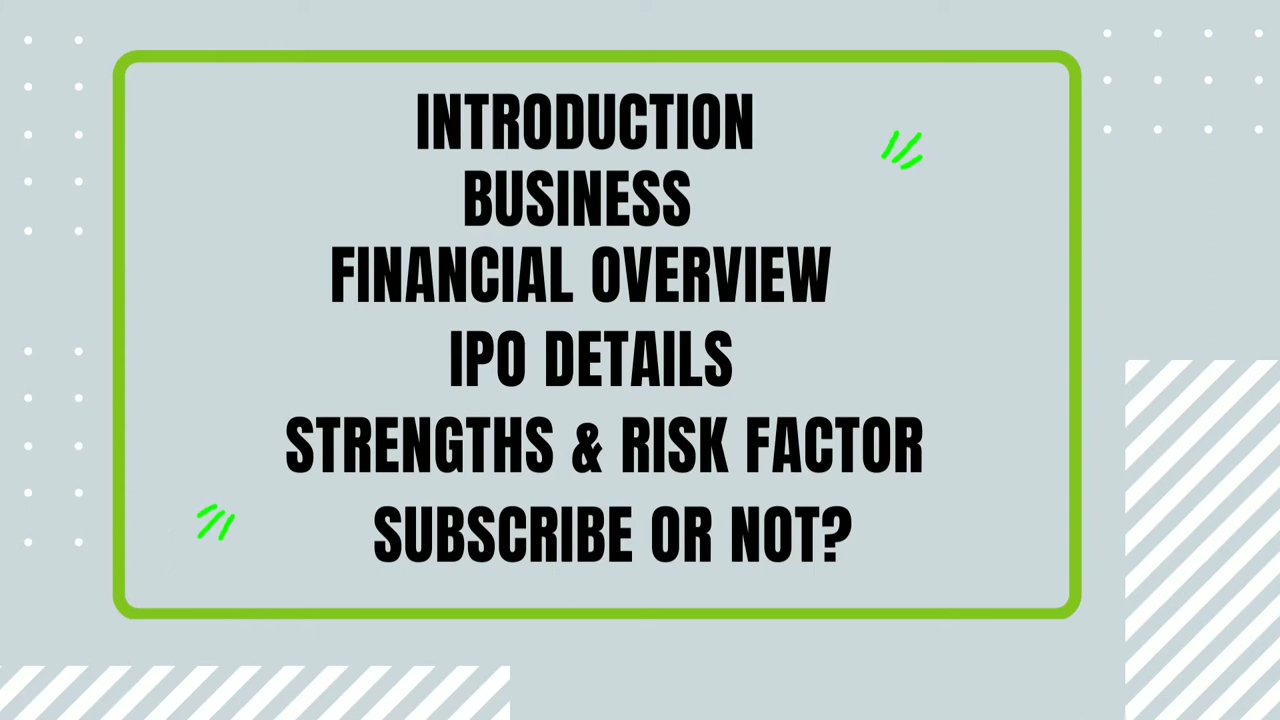 INTRODUCTION
BUSINESS
FINANCIAL OVERVIEW
IPO DETAILS
STRENGTHS & RISK FACTOR
SUBSCRIBE OR NOT?